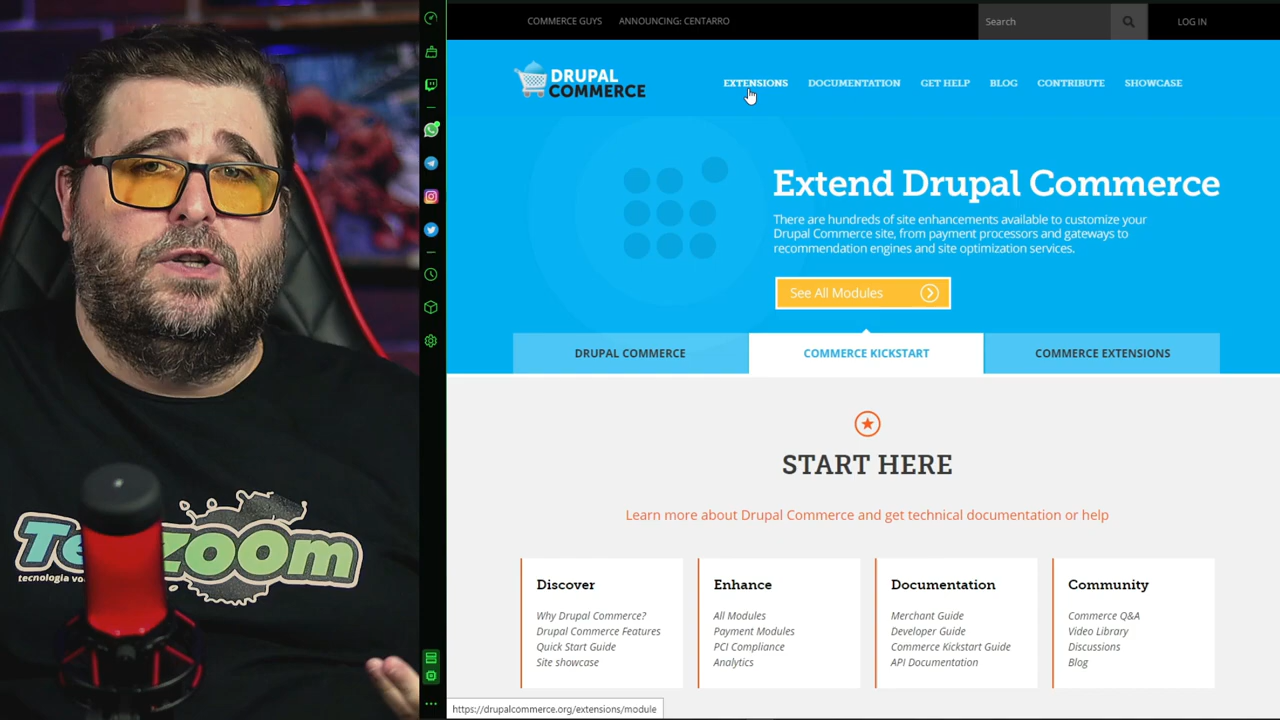 COMMERCE GUYS ANNOUNCING: CENTARRO Search LOG IN
DRUPAL COMMERCE
EXTENSIONS DOCUMENTATION GET HELP BLOG CONTRIBUTE SHOWCASE
Extend Drupal Commerce
There are hundreds of site enhancements available to customize your
Drupal Commerce site, from payment processors and gateways to
recommendation engines and site optimization services.
See All Modules
DRUPAL COMMERCE COMMERCE KICKSTART COMMERCE EXTENSIONS
START HERE
Learn more about Drupal Commerce and get technical documentation or help
Discover
Why Drupal Commerce?
Drupal Commerce Features
Quick Start Guide
Site showcase
Enhance
All Modules
Payment Modules
PCI Compliance
Analytics
Documentation
Merchant Guide
Developer Guide
Commerce Kickstart Guide
API Documentation
Community
Commerce Q&A
Video Library
Discussions
Blog
https://drupalcommerce.org/extensions/module
tecnologia